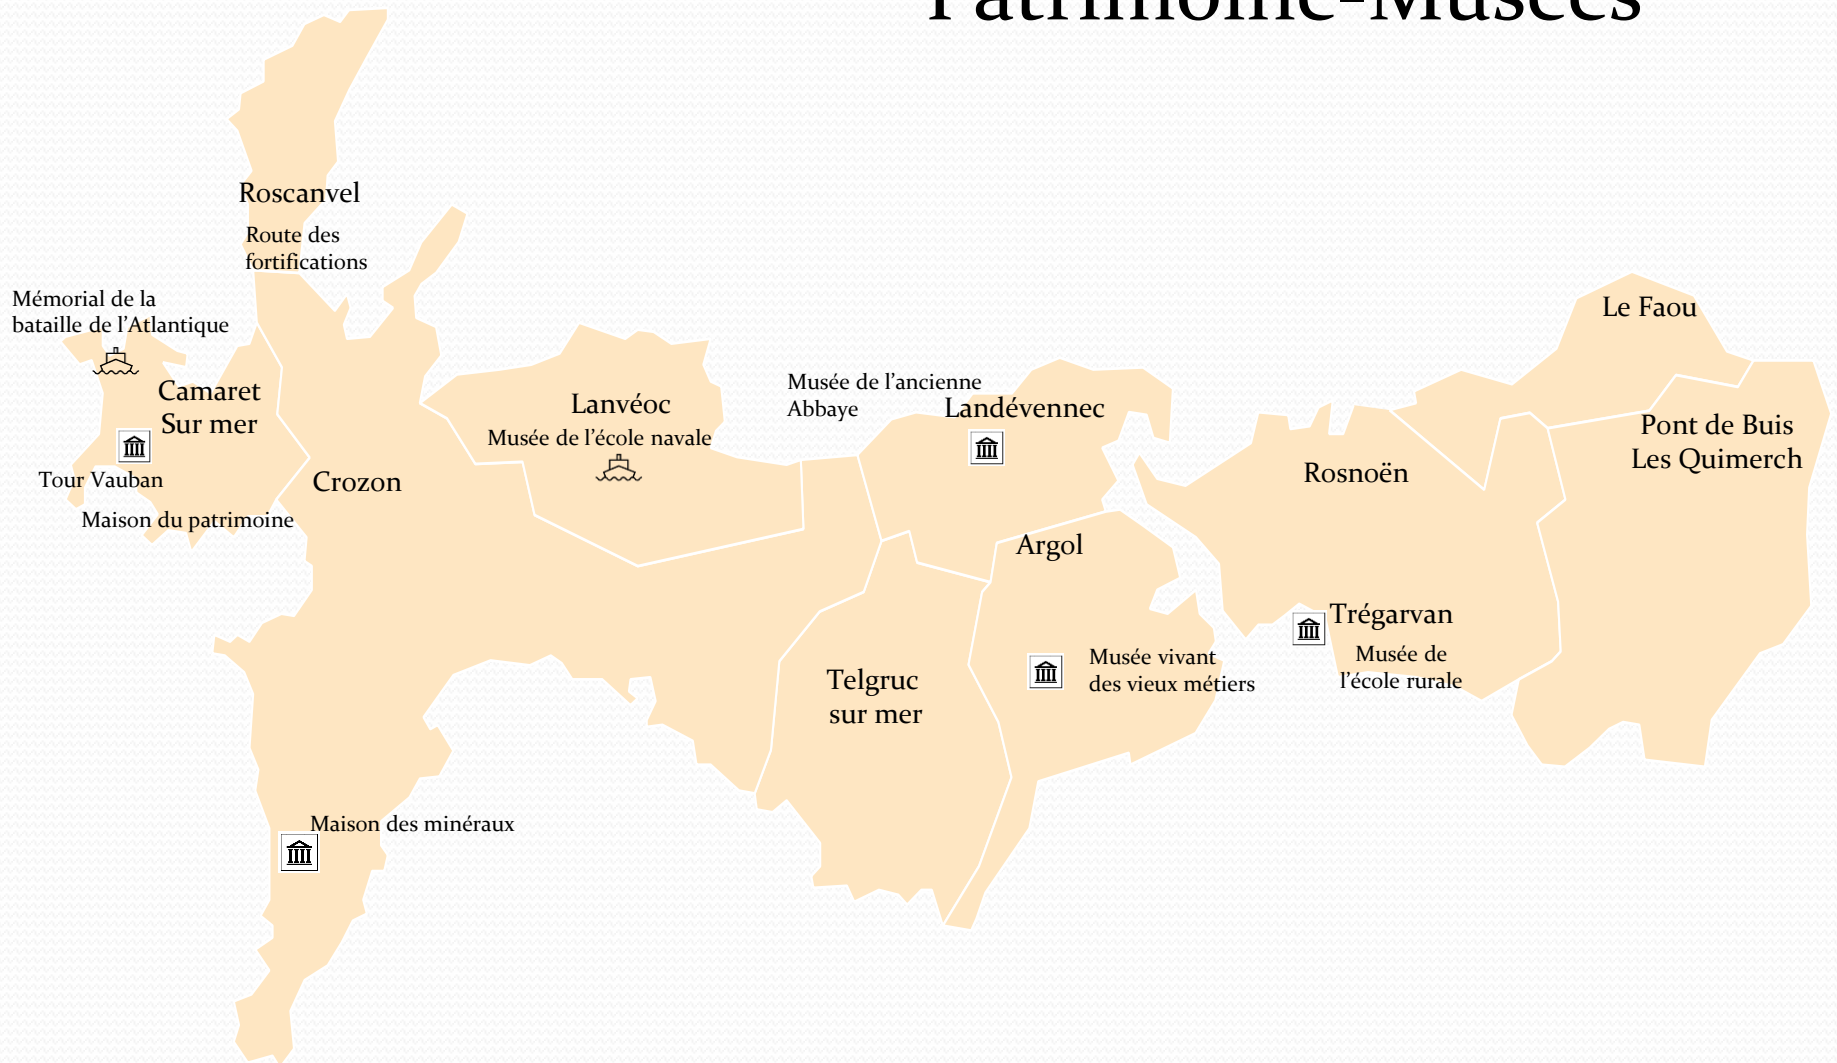 Patrimoine-Musées
Roscanvel
Route des
fortifications
Mémorial de la
bataille de l’Atlantique
Camaret
Sur mer
Tour Vauban
Maison du patrimoine
Crozon
Lanvéoc
Musée de l’école navale
Musée de l’ancienne
Abbaye
Landévennec
Le Faou
Pont de Buis
Les Quimerch
Rosnoën
Argol
Trégarvan
Musée de
l’école rurale
Musée vivant
des vieux métiers
Telgruc
sur mer
Maison des minéraux